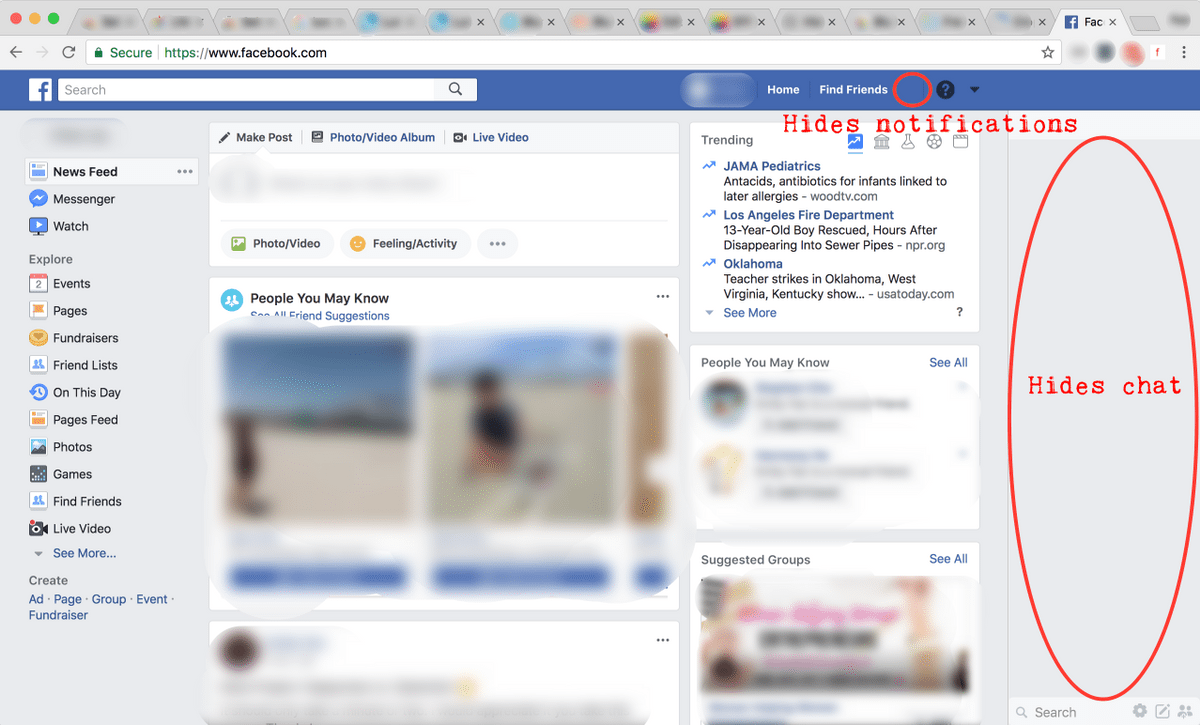 Fac
Secure https://www.facebook.com
Search
Home Find Friends
Hides notifications
News Feed
Messenger
Watch
Explore
Events
2
Pages
Fundraisers
Friend Lists
On This Day
Pages Feed
Photos
Games
Find Friends
Live Video
See More...
Create
Ad · Page · Group · Event ·
Fundraiser
Make Post Photo/Video Album Live Video
Photo/Video Feeling/Activity
People You May Know
See All Friend Suggestions
Trending
JAMA Pediatrics
Antacids, antibiotics for infants linked to
later allergies - woodtv.com
Los Angeles Fire Department
13-Year-Old Boy Rescued, Hours After
Disappearing Into Sewer Pipes - npr.org
Oklahoma
Teacher strikes in Oklahoma, West
Virginia, Kentucky show... - usatoday.com
See More ?
People You May Know See All
Suggested Groups See All
Hides chat
Search